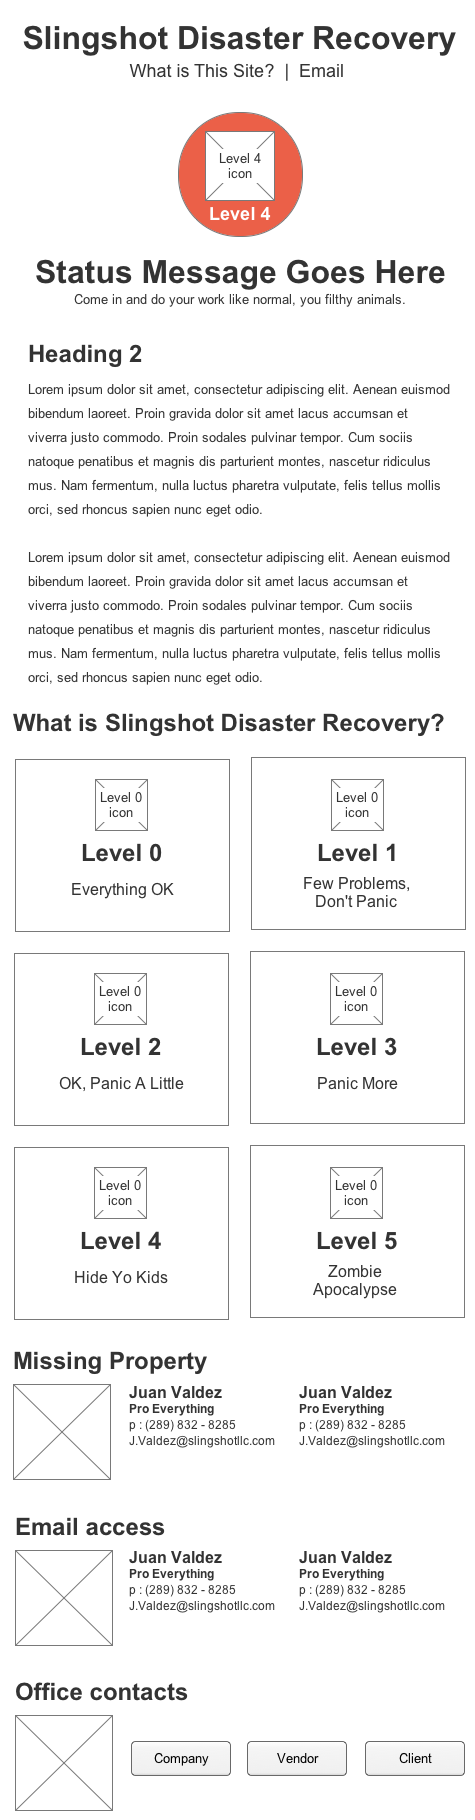 Slingshot Disaster Recovery
What is This Site?  |  Email
Level 4
icon
Level 4
Status Message Goes Here
Come in and do your work like normal, you filthy animals.
Heading 2
Lorem ipsum dolor sit amet, consectetur adipiscing elit. Aenean euismod
bibendum laoreet. Proin gravida dolor sit amet lacus accumsan et
viverra justo commodo. Proin sodales pulvinar tempor. Cum sociis
natoque penatibus et magnis dis parturient montes, nascetur ridiculus
mus. Nam fermentum, nulla luctus pharetra vulputate, felis tellus mollis
orci, sed rhoncus sapien nunc eget odio.
Lorem ipsum dolor sit amet, consectetur adipiscing elit. Aenean euismod
bibendum laoreet. Proin gravida dolor sit amet lacus accumsan et
viverra justo commodo. Proin sodales pulvinar tempor. Cum sociis
natoque penatibus et magnis dis parturient montes, nascetur ridiculus
mus. Nam fermentum, nulla luctus pharetra vulputate, felis tellus mollis
orci, sed rhoncus sapien nunc eget odio.
What is Slingshot Disaster Recovery?
Level 0
icon
Level 0
Everything OK
Level 0
icon
Level 1
Few Problems,
Don't Panic
Level 0
icon
Level 2
OK, Panic A Little
Level 0
icon
Level 3
Panic More
Level 0
icon
Level 4
Hide Yo Kids
Level 0
icon
Level 5
Zombie
Apocalypse
Missing Property
Juan Valdez
Pro Everything
p : (289) 832 - 8285
J.Valdez@slingshotllc.com
Juan Valdez
Pro Everything
p : (289) 832 - 8285
J.Valdez@slingshotllc.com
Email access
Juan Valdez
Pro Everything
p : (289) 832 - 8285
J.Valdez@slingshotllc.com
Juan Valdez
Pro Everything
p : (289) 832 - 8285
J.Valdez@slingshotllc.com
Office contacts
Company
Vendor
Client